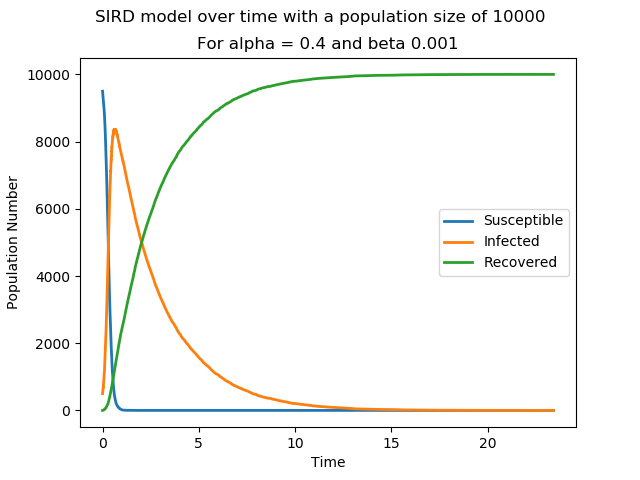 SIRD model over time with a population size of 10000
For alpha = 0.4 and beta 0.001
10000
8000
6000
4000
2000
0
Population Number
Susceptible
Infected
Recovered
0
5
10
15
20
Time